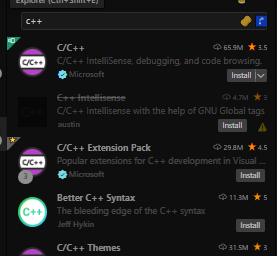 Explorer (Ctrl+Shift+E)
c++
C/C++ 65.9M 3.5
C/C++ IntelliSense, debugging, and code browsing.
Microsoft Install
C++ Intellisense 4.7M 3
C/C++ Intellisense with the help of GNU Global tags
austin Install
C/C++ Extension Pack 29.8M 4.5
Popular extensions for C++ development in Visual ...
3 Microsoft Install
Better C++ Syntax 11.3M 5
The bleeding edge of the C++ syntax
Jeff Hykin Install
C/C++ Themes 31.5M 3